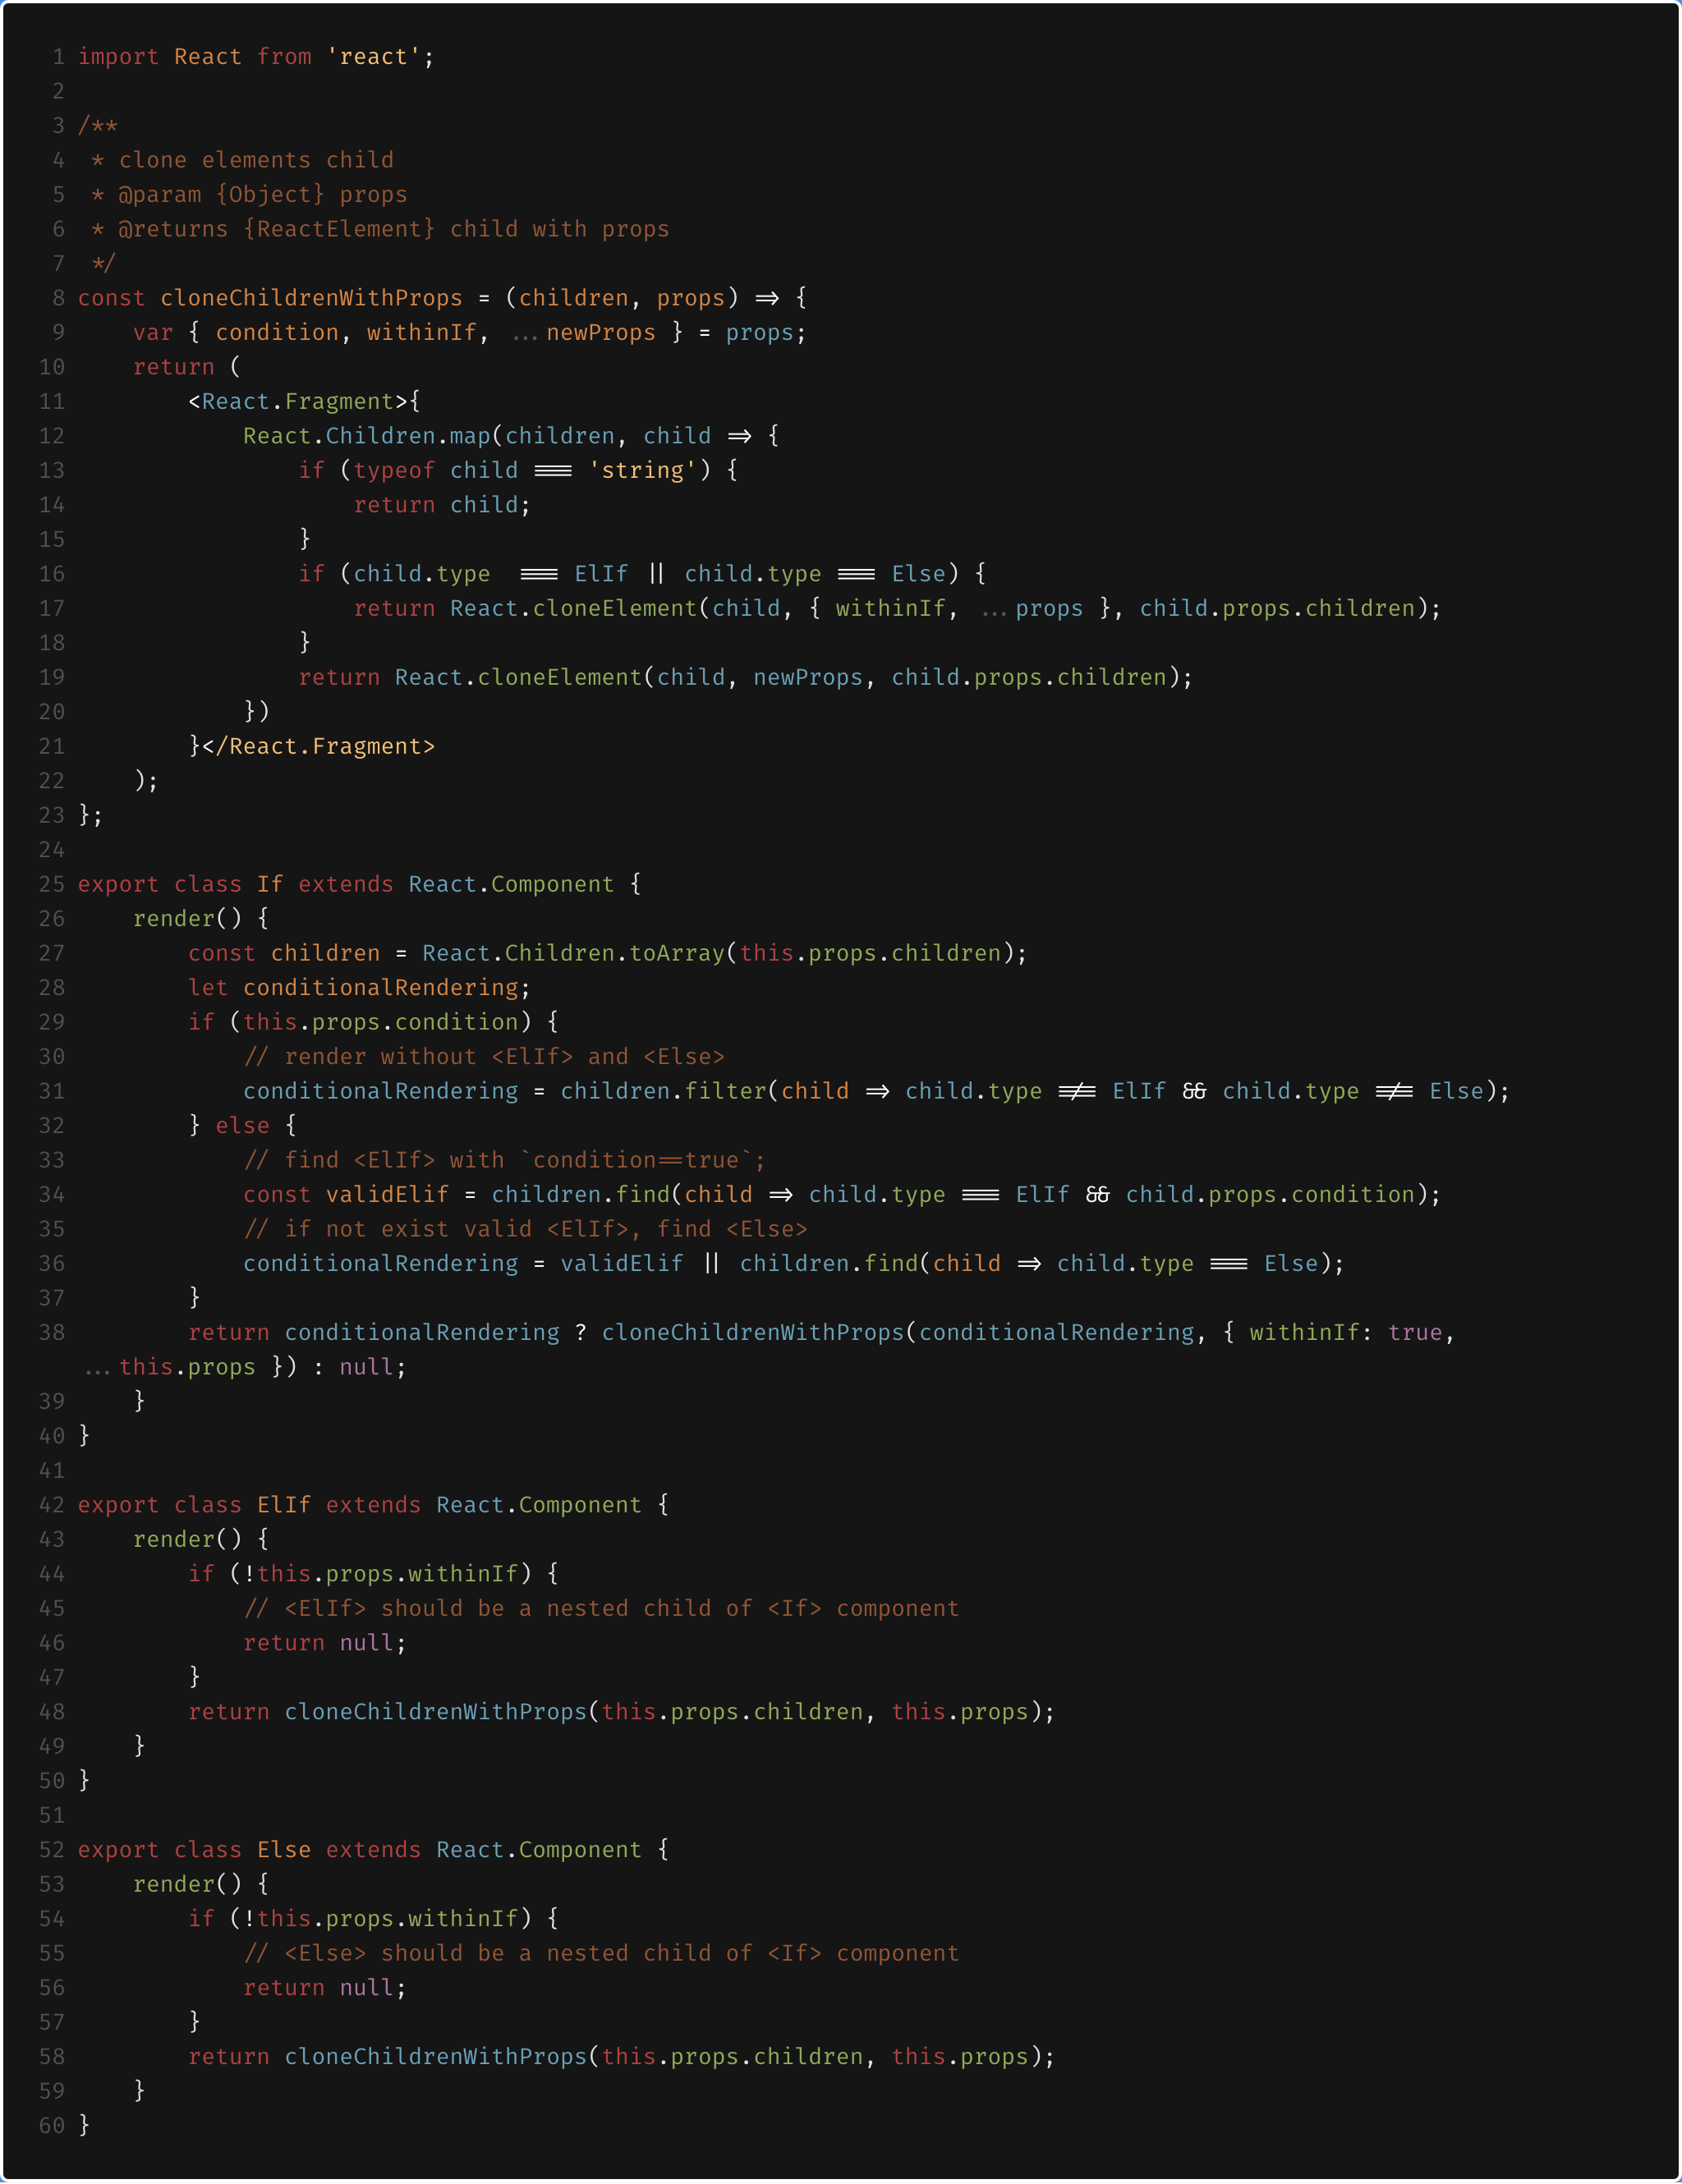 1 import React from 'react';
2
3 /**
4  * clone elements child
5  * @param {Object} props
6  * @returns {ReactElement} child with props
7  */
8 const cloneChildrenWithProps = (children, props) => {
9     var { condition, withinIf, ...newProps } = props;
10     return (
11         <React.Fragment>{
12             React.Children.map(children, child => {
13                 if (typeof child === 'string') {
14                     return child;
15                 }
16                 if (child.type  === ElIf || child.type === Else) {
17                     return React.cloneElement(child, { withinIf, ...props }, child.props.children);
18                 }
19                 return React.cloneElement(child, newProps, child.props.children);
20             })
21         }</React.Fragment>
22     );
23 };
24
25 export class If extends React.Component {
26     render() {
27         const children = React.Children.toArray(this.props.children);
28         let conditionalRendering;
29         if (this.props.condition) {
30             // render without <ElIf> and <Else>
31             conditionalRendering = children.filter(child => child.type !== ElIf && child.type !== Else);
32         } else {
33             // find <ElIf> with `condition==true`;
34             const validElif = children.find(child => child.type === ElIf && child.props.condition);
35             // if not exist valid <ElIf>, find <Else>
36             conditionalRendering = validElif || children.find(child => child.type === Else);
37         }
38         return conditionalRendering ? cloneChildrenWithProps(conditionalRendering, { withinIf: true,
...this.props }) : null;
39     }
40 }
41
42 export class ElIf extends React.Component {
43     render() {
44         if (!this.props.withinIf) {
45             // <ElIf> should be a nested child of <If> component
46             return null;
47         }
48         return cloneChildrenWithProps(this.props.children, this.props);
49     }
50 }
51
52 export class Else extends React.Component {
53     render() {
54         if (!this.props.withinIf) {
55             // <Else> should be a nested child of <If> component
56             return null;
57         }
58         return cloneChildrenWithProps(this.props.children, this.props);
59     }
60 }